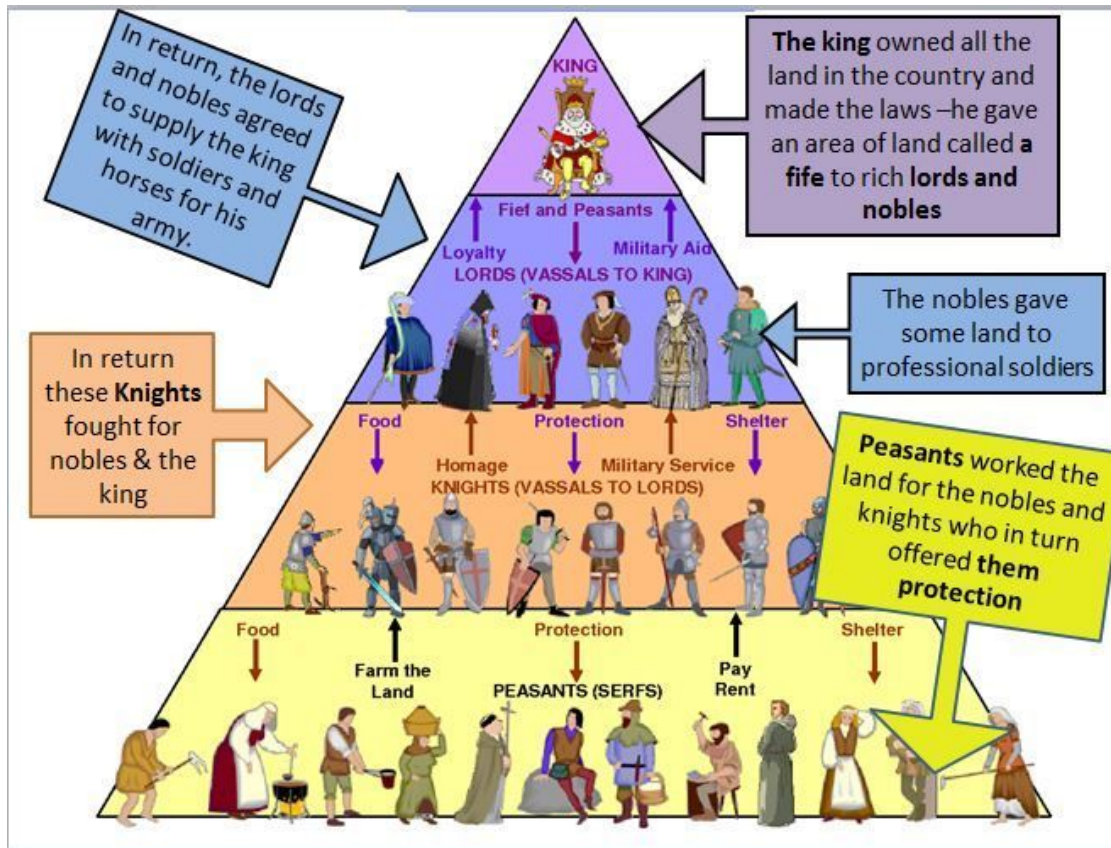 In return, the lords
and nobles agreed
to supply the king
with soldiers and
horses for his
army.
The king owned all the
land in the country and
made the laws –he gave
an area of land called a
fife to rich lords and
nobles
KING
Fief and Peasants
Loyalty
Military Aid
LORDS (VASSALS TO KING)
The nobles gave
some land to
professional soldiers
In return
these Knights
fought for
nobles & the
king
Food
Protection
Shelter
Homage
Military Service
KNIGHTS (VASSALS TO LORDS)
Peasants worked the
land for the nobles and
knights who in turn
offered them
protection
Food
Protection
Shelter
Farm the
Land
Pay
Rent
PEASANTS (SERFS)